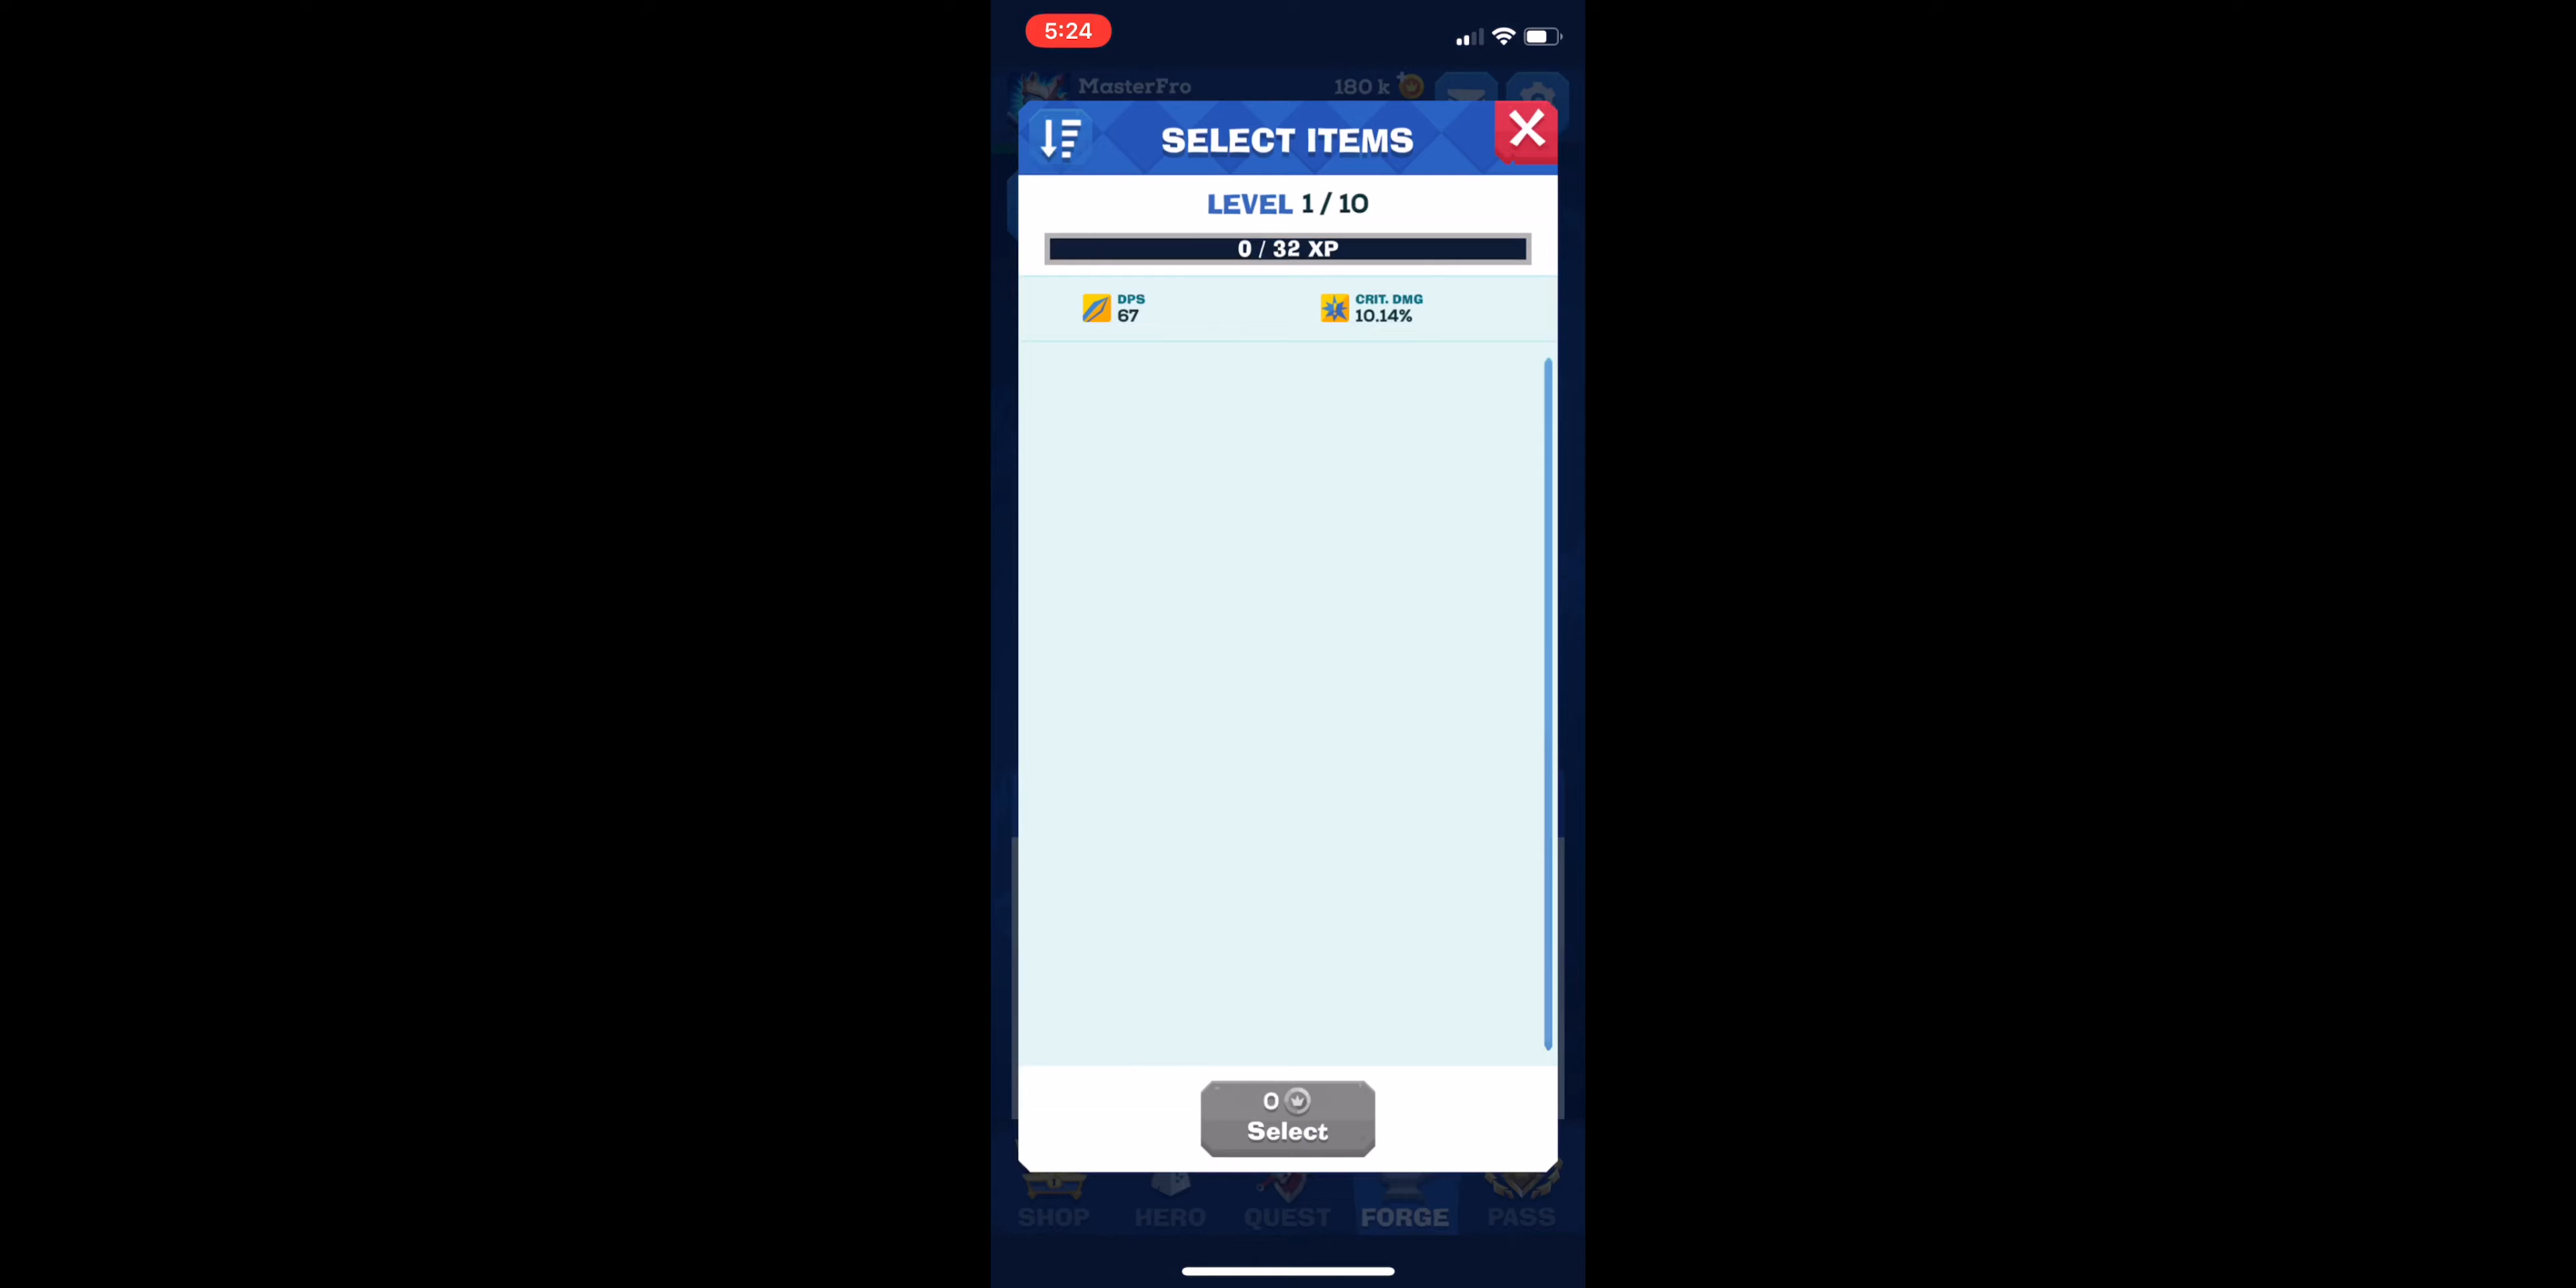 5:24
MasterFro
180 k
SELECT ITEMS
LEVEL 1 / 10
0 / 32 XP
DPS
67
CRIT. DMG
10.14%
0
Select
SHOP
HERO
QUEST
FORGE
PASS